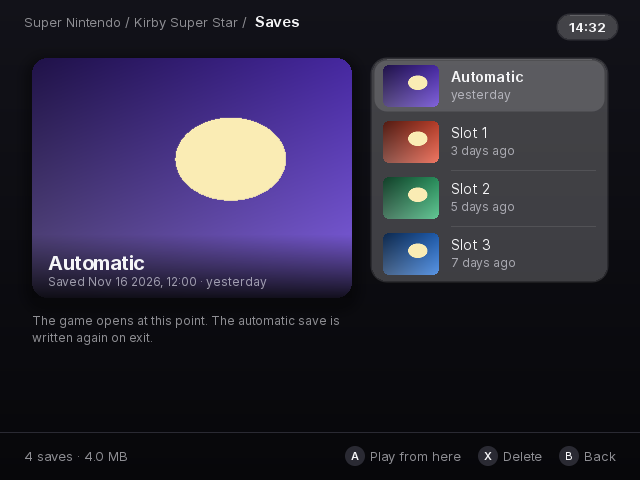 Super Nintendo / Kirby Super Star / Saves
14:32
Automatic
Saved Nov 16 2026, 12:00 · yesterday
The game opens at this point. The automatic save is
written again on exit.
Automatic
yesterday
Slot 1
3 days ago
Slot 2
5 days ago
Slot 3
7 days ago
4 saves · 4.0 MB
A Play from here X Delete B Back